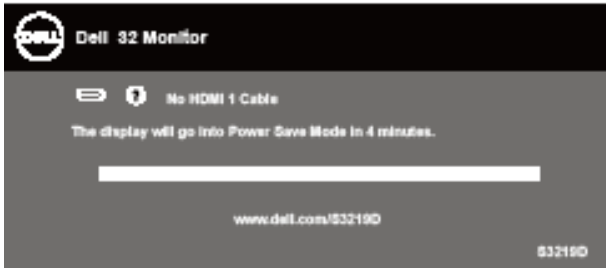 DELL
Dell 32 Monitor
No HDMI 1 Cable
The display will go into Power Save Mode in 4 minutes.
www.dell.com/S3219D
S3219D